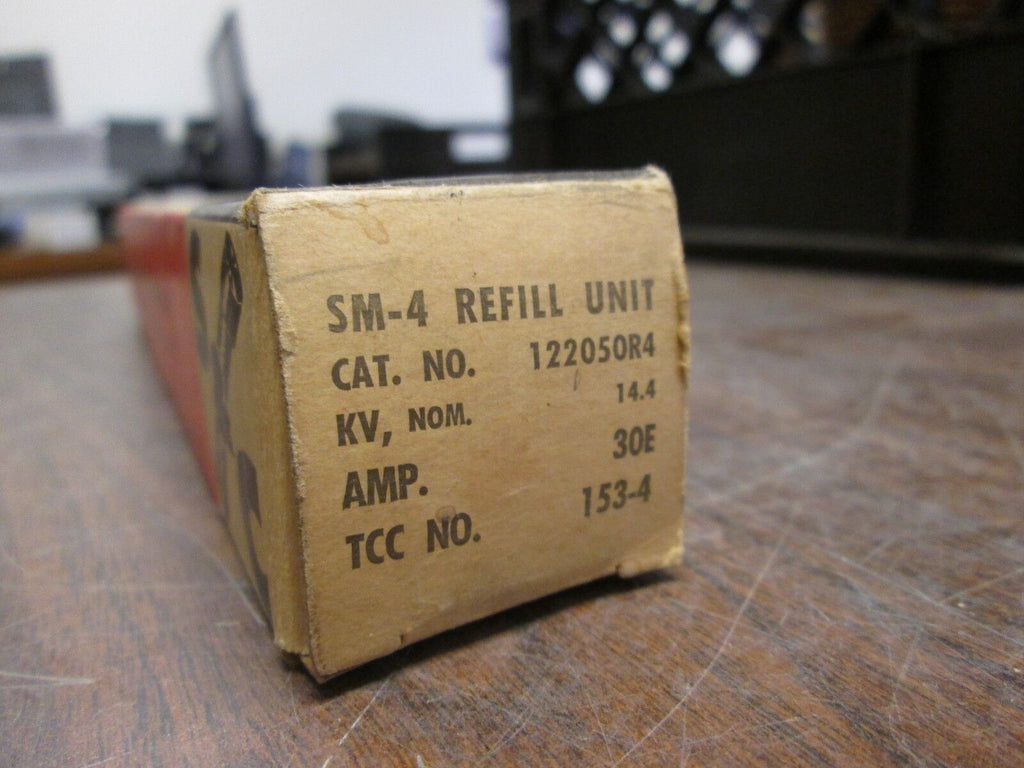 SM-4 REFILL UNIT
CAT. NO. 122050R4
KV, NOM. 14.4
AMP. 30E
TCC NO. 153-4